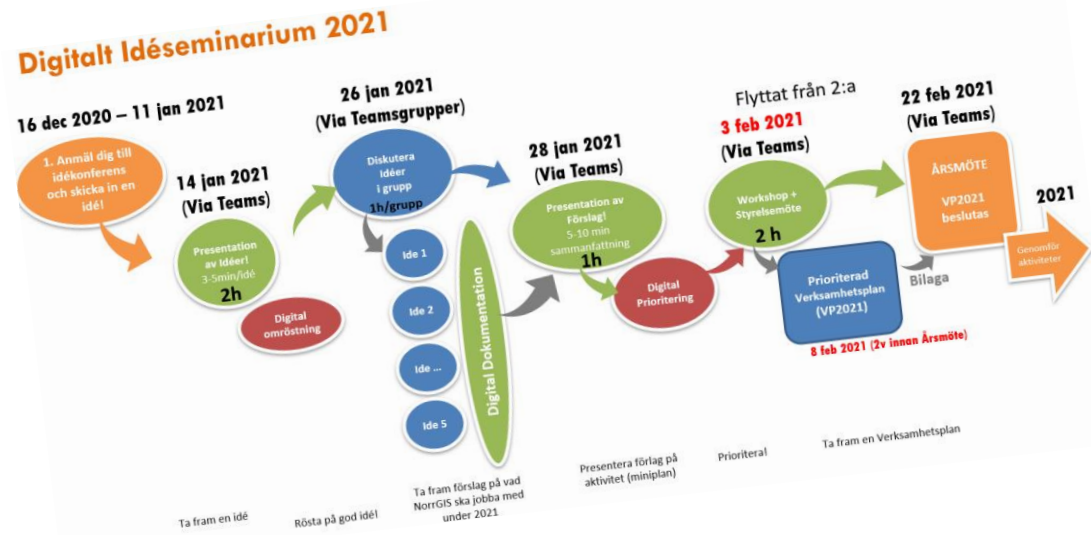 Digitalt Idéseminarium 2021
16 dec 2020 – 11 jan 2021
1. Anmäl dig till
idékonferens
och skicka in en
idé!
14 jan 2021
(Via Teams)
Presentation
av Idéer!
3-5min/idé
2h
Digital
omröstning
26 jan 2021
(Via Teamsgrupper)
Diskutera
Idéer
i grupp
1h/grupp
Ide 1
Ide 2
Ide ...
Ide 5
Digital Dokumentation
28 jan 2021
(Via Teams)
Presentation av
Förslag!
5-10 min
sammanfattning
1h
Digital
Prioritering
Flyttat från 2:a
3 feb 2021
(Via Teams)
Workshop +
Styrelsemöte
2 h
Prioriterad
Verksamhetsplan
(VP2021)
8 feb 2021 (2v innan Årsmöte)
Bilaga
22 feb 2021
(Via Teams)
ÅRSMÖTE
VP2021
beslutas
2021
Genomför
aktiviteter
Ta fram en idé
Rösta på god idé!
Ta fram förslag på vad
NorrGIS ska jobba med
under 2021
Presentera förlag på
aktivitet (miniplan)
Prioritera!
Ta fram en Verksamhetsplan